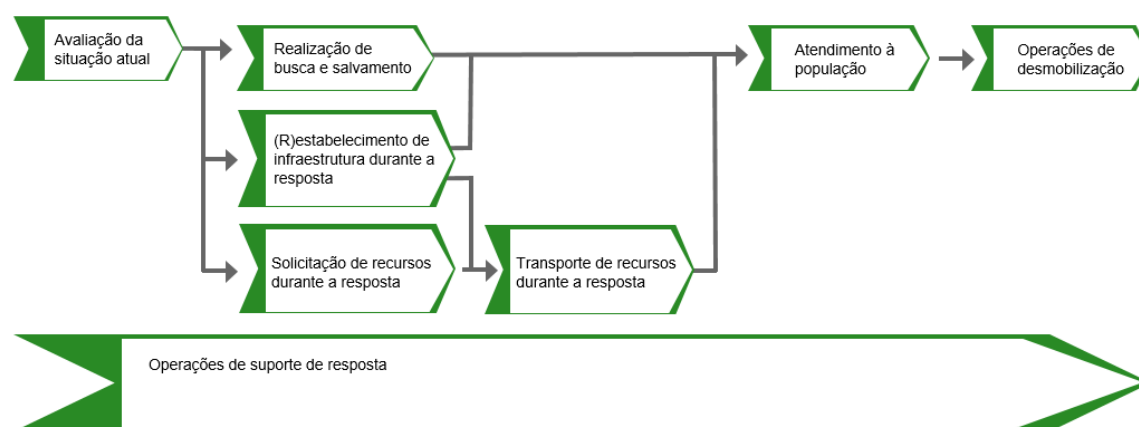 Avaliação da
situação atual
Realização de
busca e salvamento
Atendimento à
população
Operações de
desmobilização
(R)estabelecimento de
infraestrutura durante a
resposta
Solicitação de recursos
durante a resposta
Transporte de recursos
durante a resposta
Operações de suporte de resposta